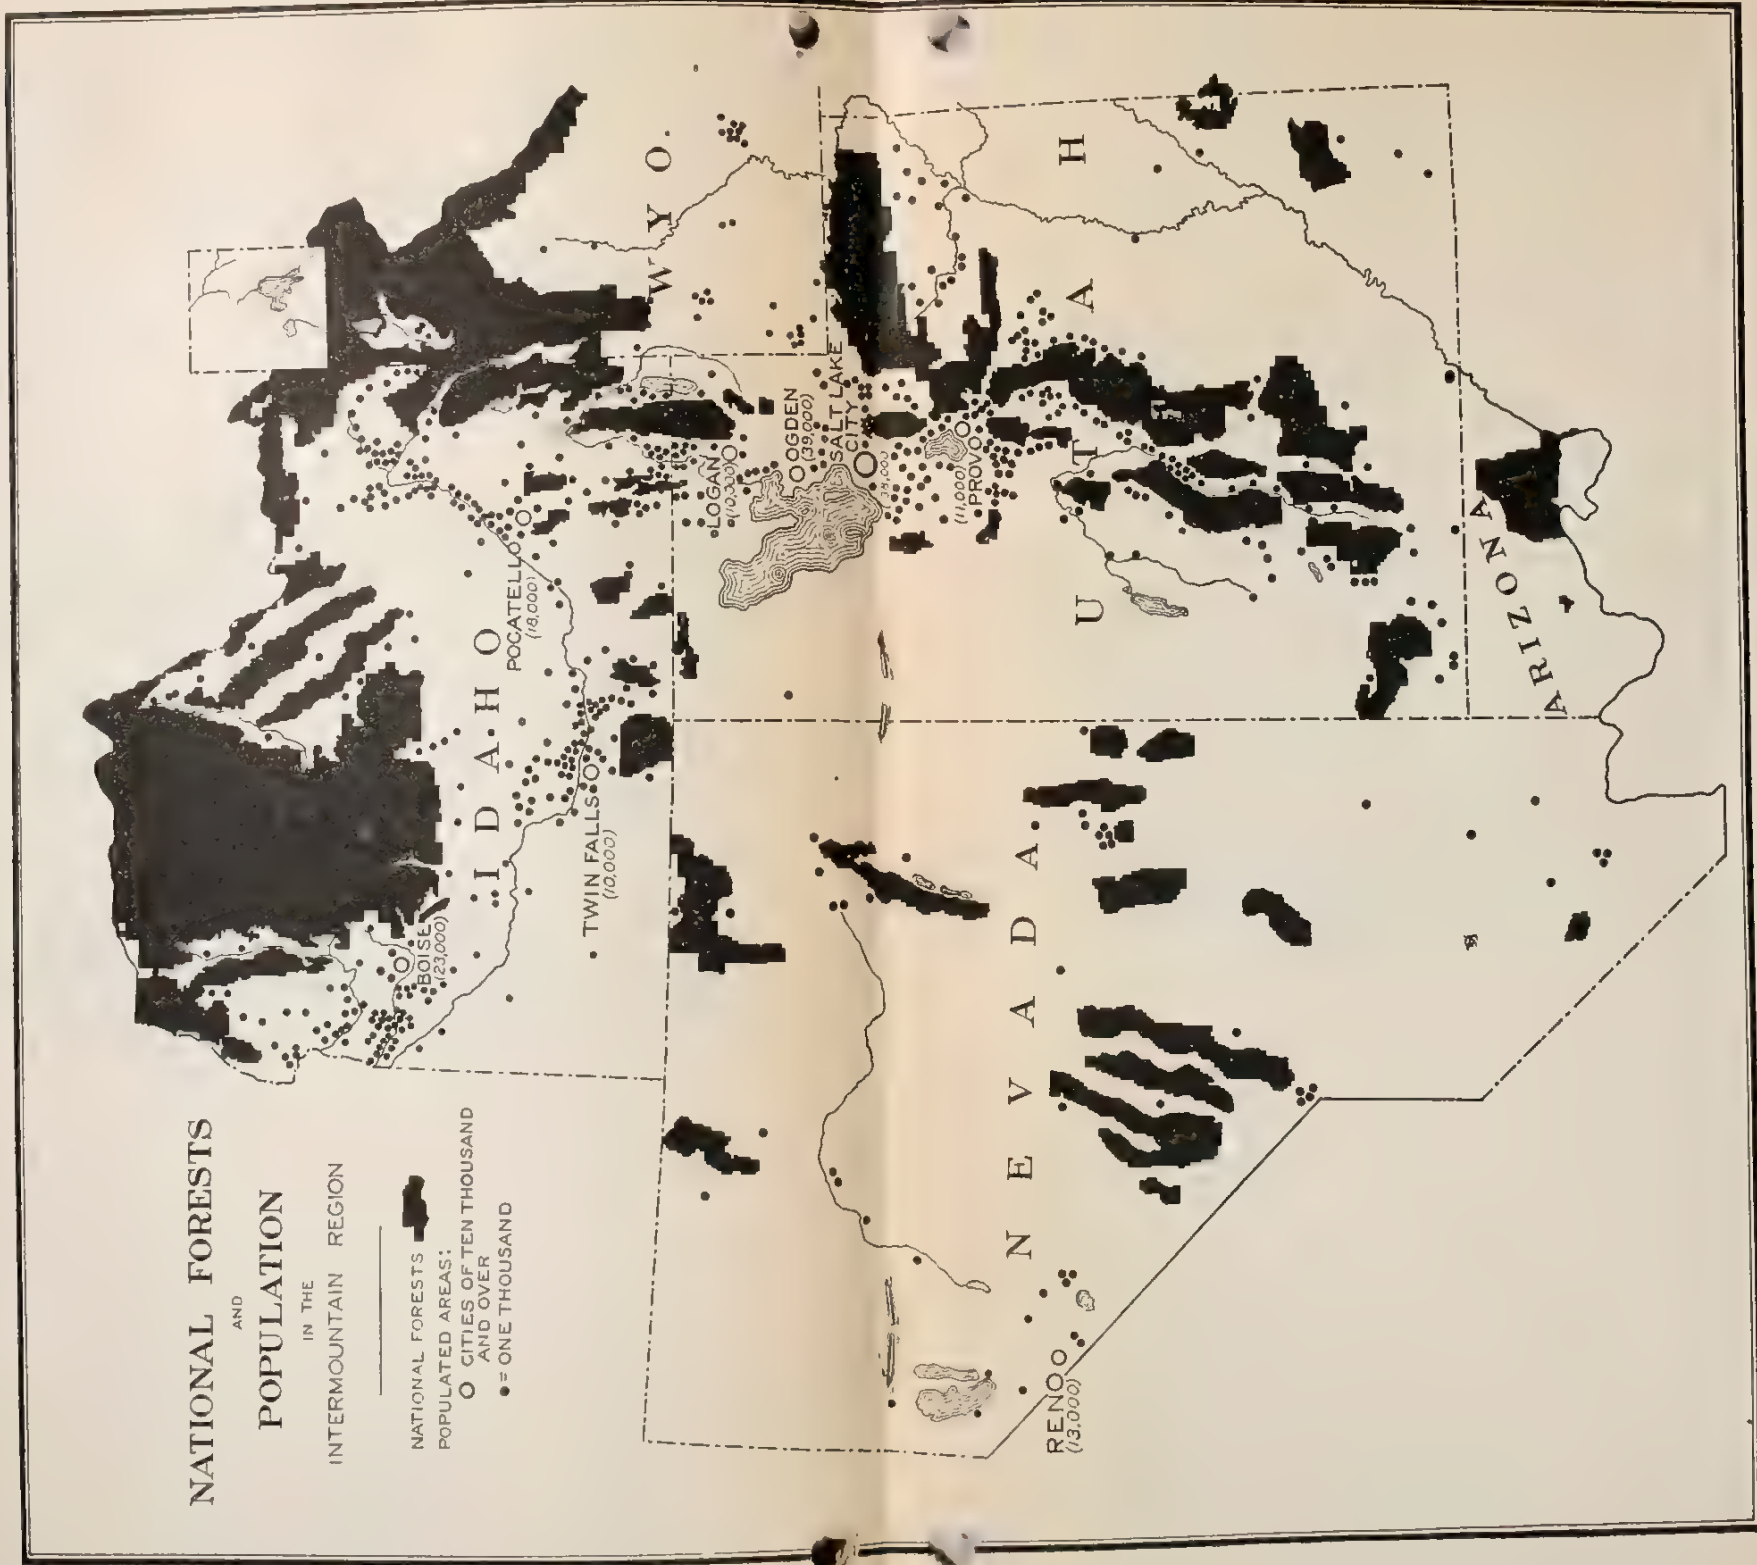 NATIONAL FORESTS
AND
POPULATION
IN THE
INTERMOUNTAIN REGION
NATIONAL FORESTS
POPULATED AREAS:
CITIES OF TEN THOUSAND
AND OVER
= ONE THOUSAND
IDAHO
BOISE
(23,000)
TWIN FALLS
(10,000)
POCATELLO
(18,000)
WYO.
LOGAN
(10,000)
OGDEN
(39,000)
SALT LAKE
CITY
PROVO
(11,000)
UTAH
NEVADA
RENO
(13,000)
ARIZONA